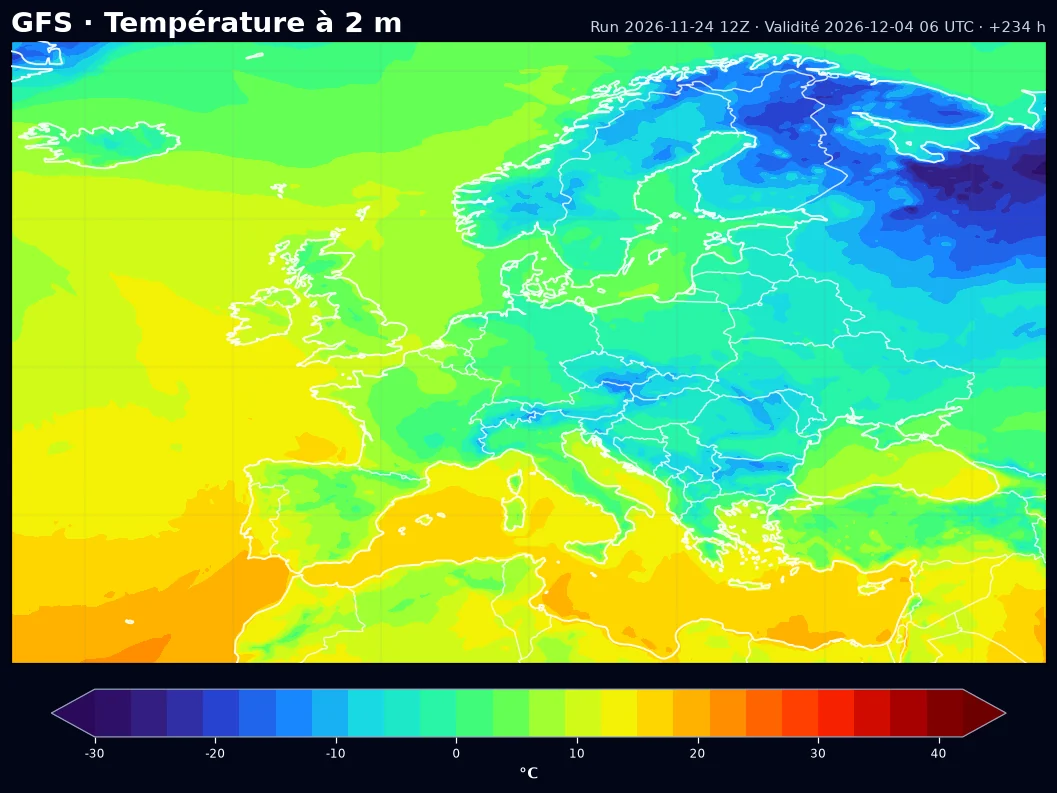 GFS · Température à 2 m
Run 2026-11-24 12Z · Validité 2026-12-04 06 UTC · +234 h
-30 -20 -10 0 10 20 30 40
°C